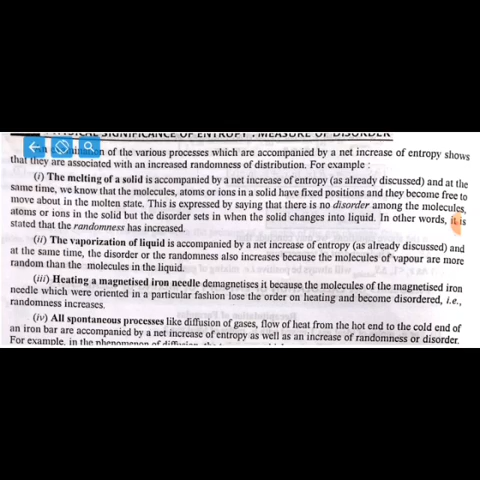 PHYSICAL SIGNIFICANCE OF ENTROPY : MEASURE OF DISORDER
of the various processes which are accompanied by a net increase of entropy shows
that they are associated with an increased randomness of distribution. For example :
(i) The melting of a solid is accompanied by a net increase of entropy (as already discussed) and at the
same time, we know that the molecules, atoms or ions in a solid have fixed positions and they become free to
move about in the molten state. This is expressed by saying that there is no disorder among the molecules,
atoms or ions in the solid but the disorder sets in when the solid changes into liquid. In other words, it is
stated that the randomness has increased.
(ii) The vaporization of liquid is accompanied by a net increase of entropy (as already discussed) and
at the same time, the disorder or the randomness also increases because the molecules of vapour are more
random than the molecules in the liquid.
(iii) Heating a magnetised iron needle demagnetises it because the molecules of the magnetised iron
needle which were oriented in a particular fashion lose the order on heating and become disordered, i.e.,
randomness increases.
(iv) All spontaneous processes like diffusion of gases, flow of heat from the hot end to the cold end of
an iron bar are accompanied by a net increase of entropy as well as an increase of randomness or disorder.
For example, in the phenomenon of diffusion,